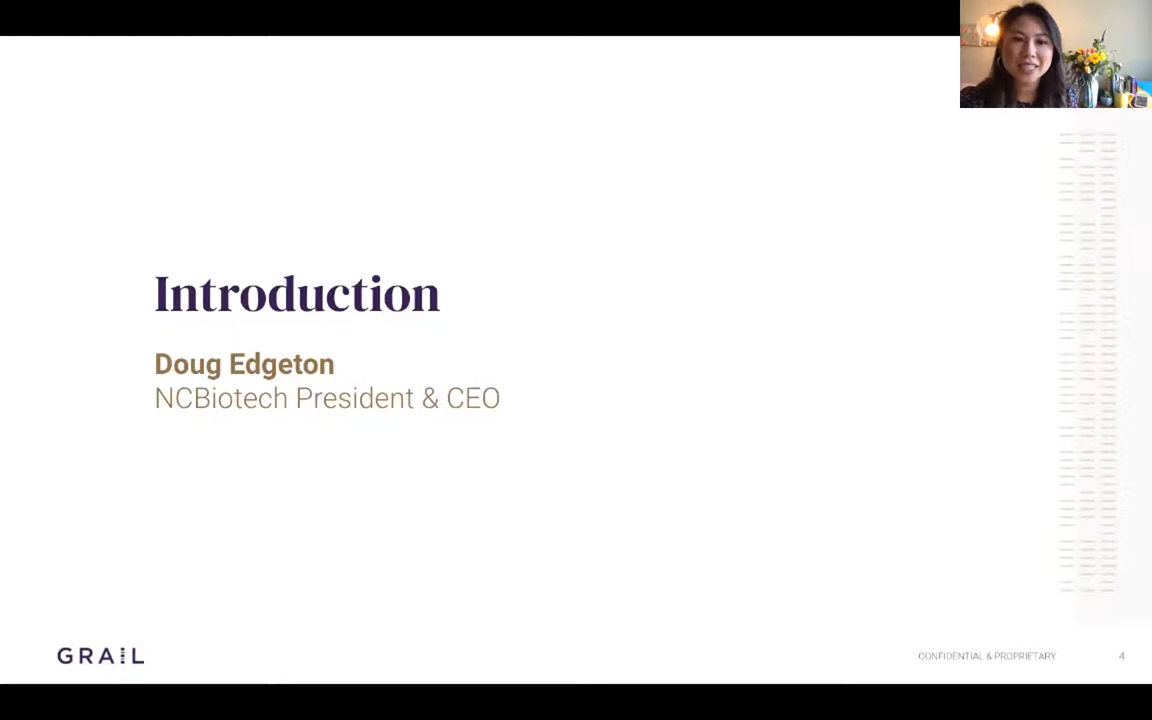 Introduction
Doug Edgeton
NCBiotech President & CEO
GRAIL
CONFIDENTIAL & PROPRIETARY
4